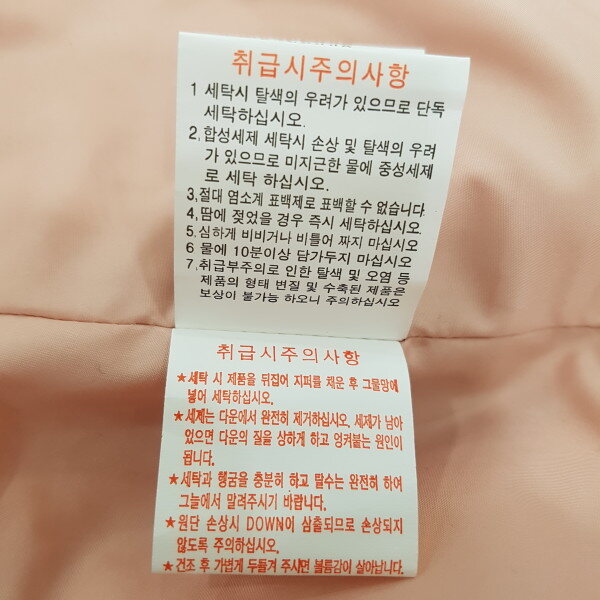 취급시주의사항
1 세탁시 탈색의 우려가 있으므로 단독
세탁하십시오.
2, 합성세제 세탁시 손상 및 탈색의 우려
가 있으므로 미지근한 물에 중성세제
로 세탁 하십시오.
3, 절대 염소계 표백제로 표백할 수 없습니다
4, 땀에 젖었을 경우 즉시 세탁하십시오
5, 심하게 비비거나 비틀어 짜지 마십시오
6 물에 10분이상 담가두지 마십시오
7, 취급부주의로 인한 탈색 및 오염 등
제품의 형태 변질 및 수축된 제품은
보상이 불가능 하오니 주의하십시오
취급시주의사항
★세탁 시 제품을 뒤집어 지퍼를 채운 후 그물망에
넣어 세탁하십시오.
★세제는 다운에서 완전히 제거하십시오. 세제가 남아
있으면 다운의 질을 상하게 하고 엉켜붙는 원인이
됩니다.
★세탁과 헹굼을 충분히 하고 탈수는 완전히 하여
그늘에서 말려주시기 바랍니다.
★원단 손상시 DOWN이 삼출되므로 손상되지
않도록 주의하십시오.
★건조 후 가볍게 두들겨 주시면 볼륨감이 살아납니다.